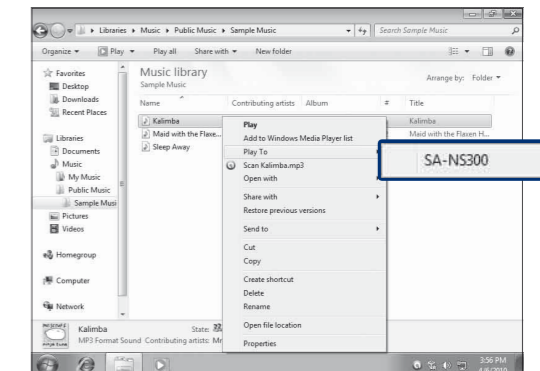 Libraries ▸ Music ▸ Public Music ▸ Sample Music
Search Sample Music
Organize Play Play all Share with New folder
Favorites
Desktop
Downloads
Recent Places
Libraries
Documents
Music
My Music
Public Music
Sample Musi
Pictures
Videos
Homegroup
Computer
Network
Music library
Sample Music
Arrange by: Folder
Name Contributing artists Album # Title
Kalimba Kalimba
Maid with the Flaxe... Maid with the Flaxen H...
Sleep Away
Play
Add to Windows Media Player list
Play To
Scan Kalimba.mp3
Open with
Share with
Restore previous versions
Send to
Cut
Copy
Create shortcut
Delete
Rename
Open file location
Properties
SA-NS300
Kalimba State:
MP3 Format Sound Contributing artists: Mr
3:56 PM